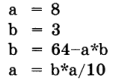 a = 8
b = 3
b = 64-a*b
a = b*a/10